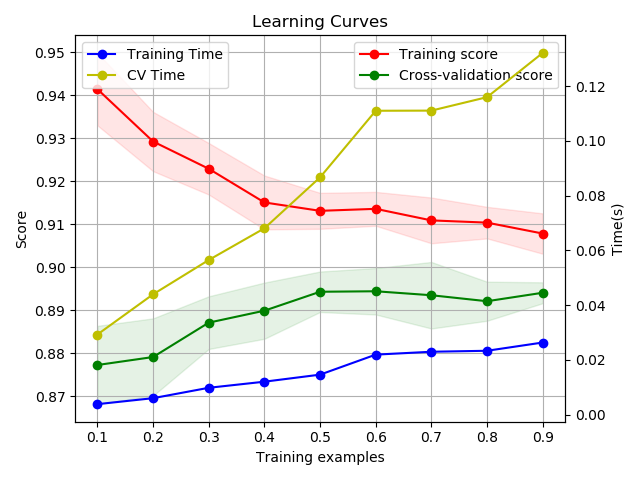 Learning Curves
Training Time
CV Time
Training score
Cross-validation score
Score
0.95
0.94
0.93
0.92
0.91
0.90
0.89
0.88
0.87
Time(s)
0.12
0.10
0.08
0.06
0.04
0.02
0.00
0.1 0.2 0.3 0.4 0.5 0.6 0.7 0.8 0.9
Training examples